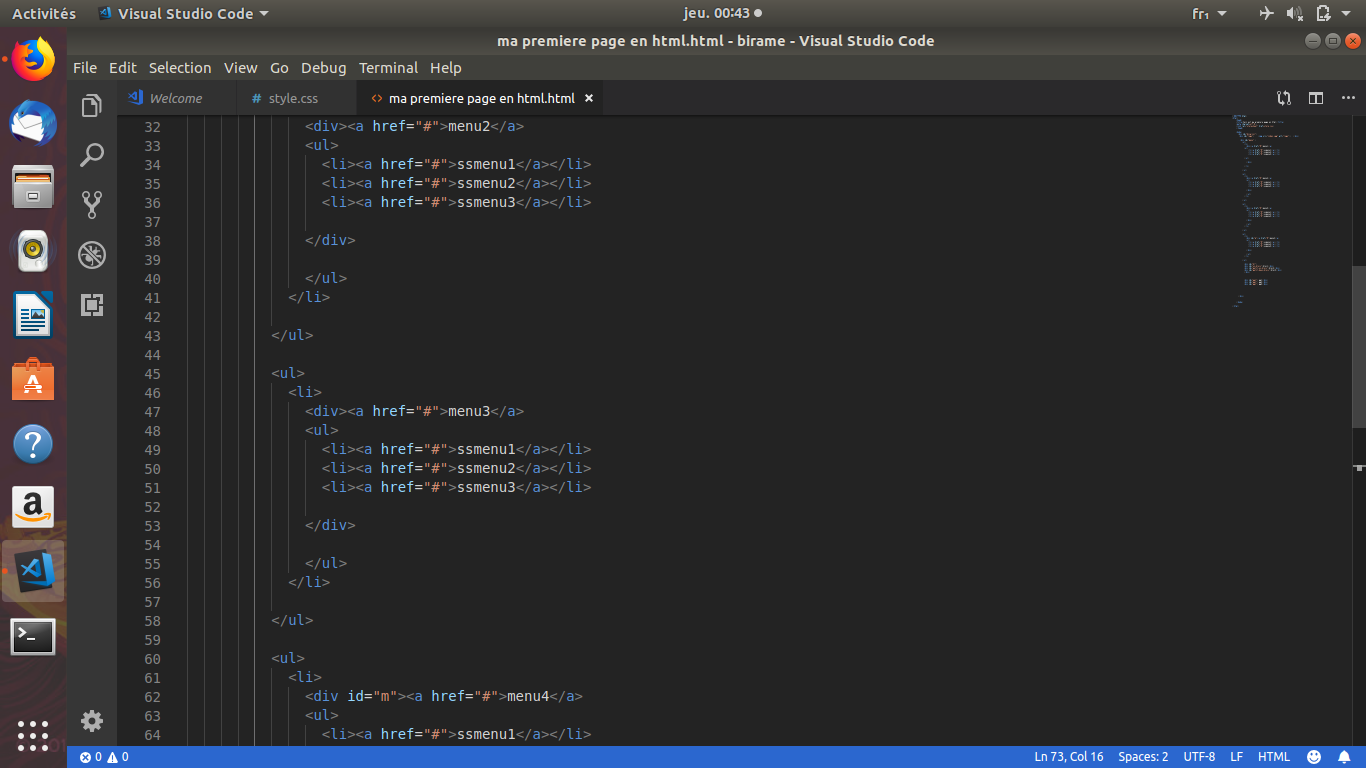 Activités Visual Studio Code jeu. 00:43 fr₁
ma premiere page en html.html - birame - Visual Studio Code
File Edit Selection View Go Debug Terminal Help
Welcome # style.css <> ma premiere page en html.html ×
32 <div><a href="#">menu2</a>
33 <ul>
34 <li><a href="#">ssmenu1</a></li>
35 <li><a href="#">ssmenu2</a></li>
36 <li><a href="#">ssmenu3</a></li>
37
38 </div>
39
40 </ul>
41 </li>
42
43 </ul>
44
45 <ul>
46 <li>
47 <div><a href="#">menu3</a>
48 <ul>
49 <li><a href="#">ssmenu1</a></li>
50 <li><a href="#">ssmenu2</a></li>
51 <li><a href="#">ssmenu3</a></li>
52
53 </div>
54
55 </ul>
56 </li>
57
58 </ul>
59
60 <ul>
61 <li>
62 <div id="m"><a href="#">menu4</a>
63 <ul>
64 <li><a href="#">ssmenu1</a></li>
0 0 Ln 73, Col 16 Spaces: 2 UTF-8 LF HTML